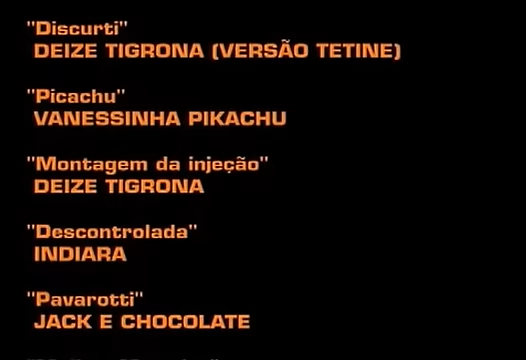 "Discurti"
DEIZE TIGRONA (VERSÃO TETINE)
"Picachu"
VANESSINHA PIKACHU
"Montagem da injeção"
DEIZE TIGRONA
"Descontrolada"
INDIARA
"Pavarotti"
JACK E CHOCOLATE